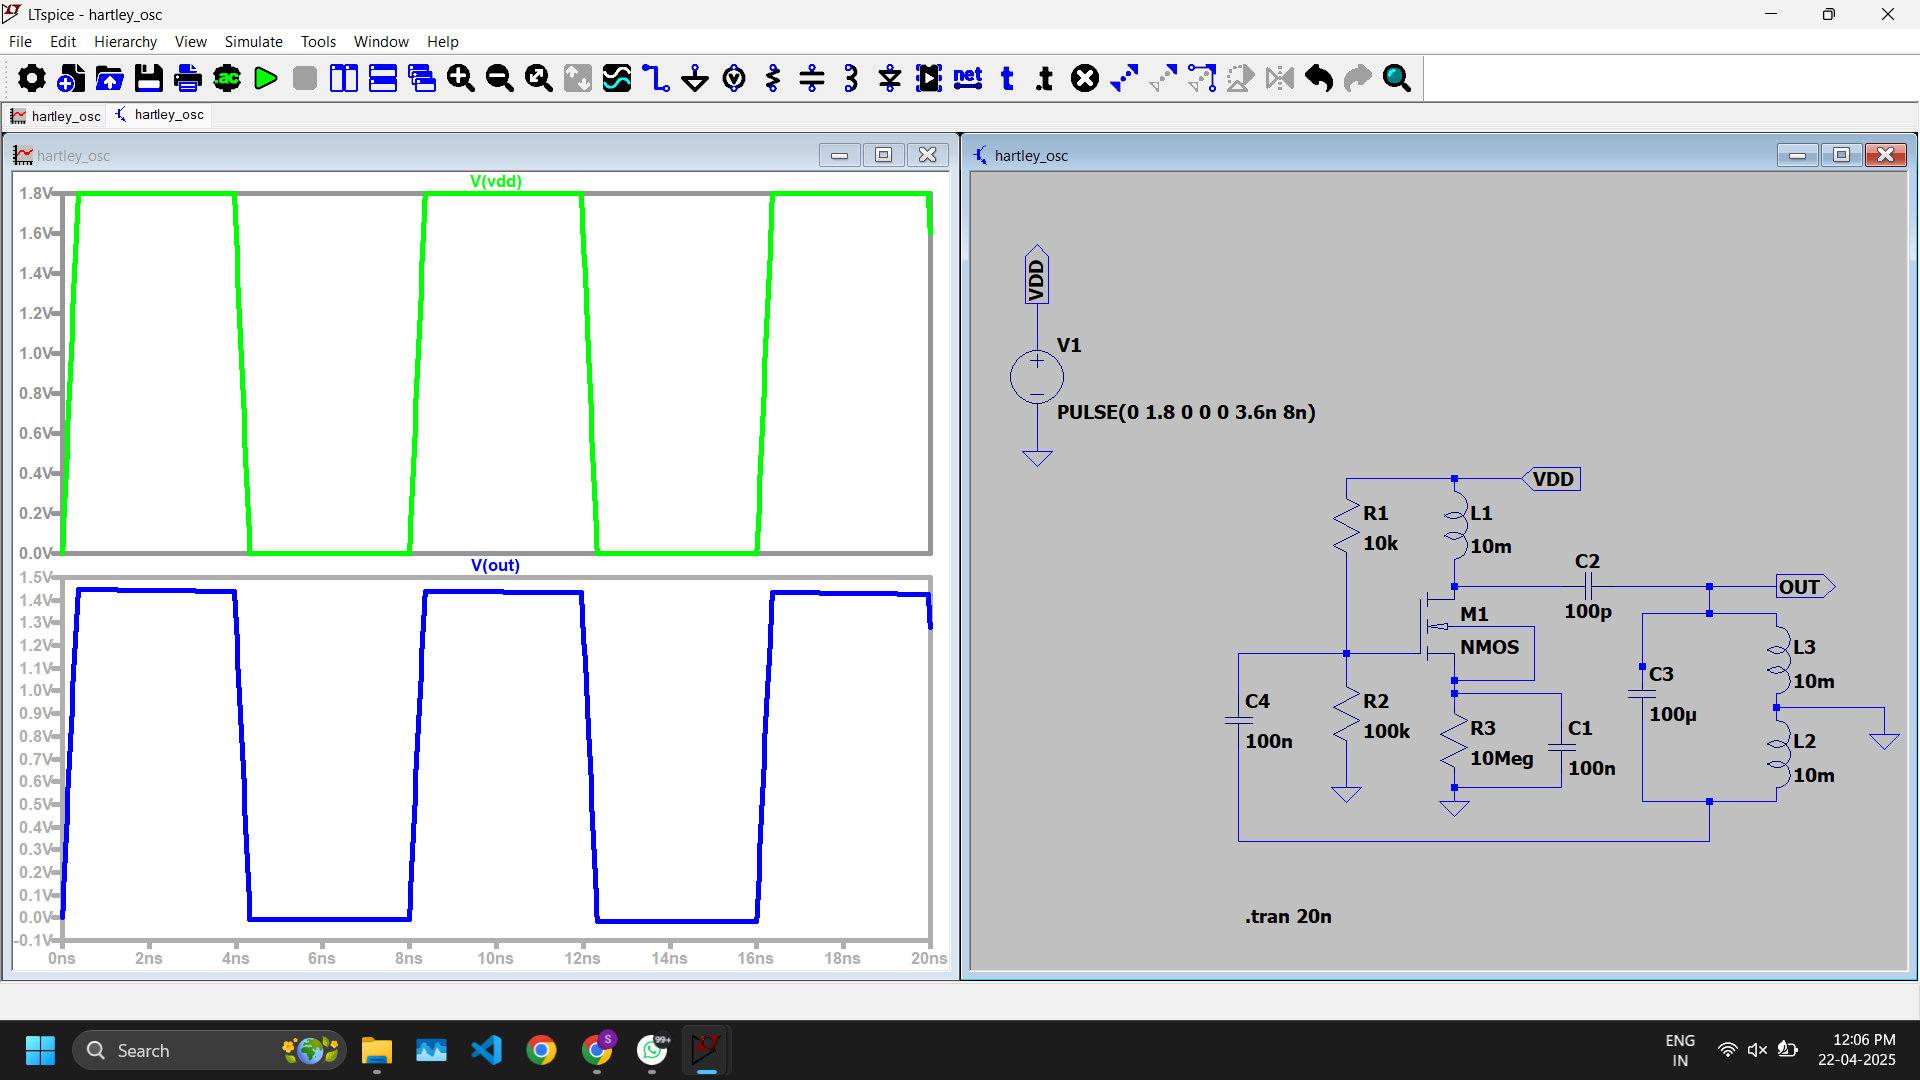 LTspice - hartley_osc
File Edit Hierarchy View Simulate Tools Window Help
.ac
net t .t
hartley_osc hartley_osc
hartley_osc
V(vdd)
1.8V
1.6V
1.4V
1.2V
1.0V
0.8V
0.6V
0.4V
0.2V
0.0V
V(out)
1.5V
1.4V
1.3V
1.2V
1.1V
1.0V
0.9V
0.8V
0.7V
0.6V
0.5V
0.4V
0.3V
0.2V
0.1V
0.0V
-0.1V
0ns 2ns 4ns 6ns 8ns 10ns 12ns 14ns 16ns 18ns 20ns
hartley_osc
VDD
V1
PULSE(0 1.8 0 0 0 3.6n 8n)
VDD
R1
10k
L1
10m
C2
100p
OUT
M1
NMOS
L3
10m
C3
100µ
C4
100n
R2
100k
R3
10Meg
C1
100n
L2
10m
.tran 20n
Search
S
99+
ENG
IN
12:06 PM
22-04-2025